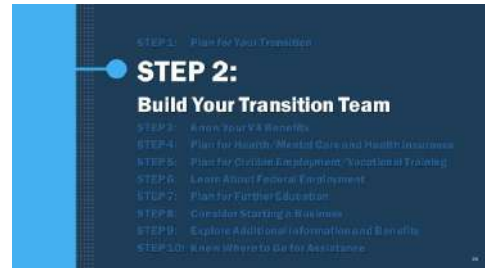 STEP 1: Plan for Your Transition
STEP 2:
Build Your Transition Team
STEP 3: Know Your VA Benefits
STEP 4: Plan for Health/Mental Care and Health Insurance
STEP 5: Plan for Civilian Employment/Vocational Training
STEP 6: Learn About Federal Employment
STEP 7: Plan for Further Education
STEP 8: Consider Starting a Business
STEP 9: Explore Additional Information and Benefits
STEP 10: Know Where to Go for Assistance